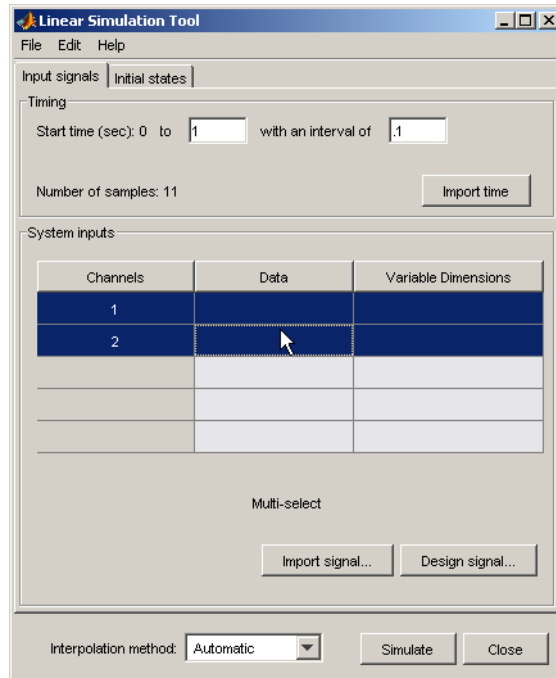 Linear Simulation Tool
File Edit Help
Input signals Initial states
Timing
Start time (sec): 0 to 1 with an interval of .1
Number of samples: 11 Import time
System inputs
Channels Data Variable Dimensions
1
2
Multi-select
Import signal... Design signal...
Interpolation method: Automatic Simulate Close